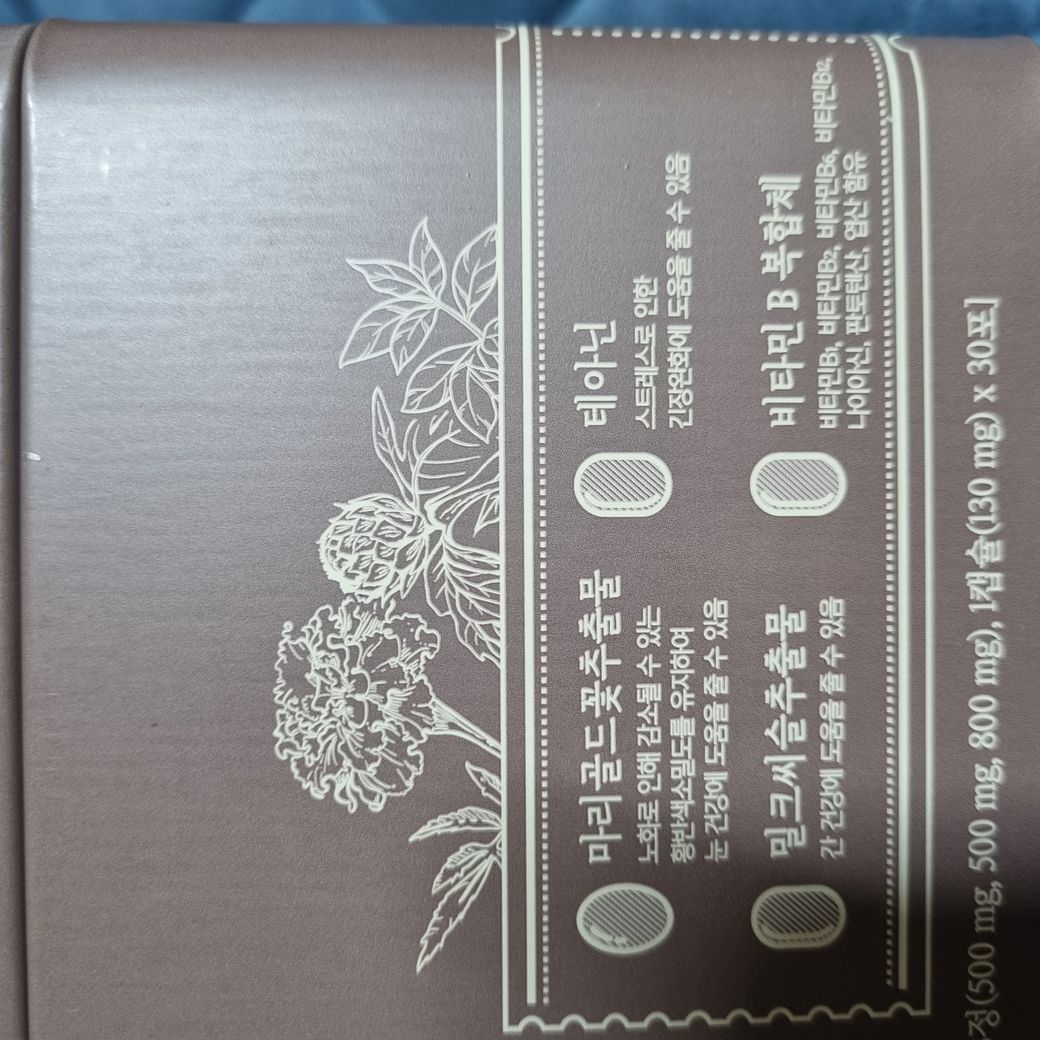 마리골드꽃추출물
노화로 인해 감소될 수 있는
황반색소밀도를 유지하여
눈 건강에 도움을 줄 수 있음
테아닌
스트레스로 인한
긴장완화에 도움을 줄 수 있음
밀크씨슬추출물
간 건강에 도움을 줄 수 있음
비타민 B 복합체
비타민B1, 비타민B2, 비타민B6, 비타민B12,
나이아신, 판토텐산, 엽산 함유
정(500 mg, 500 mg, 800 mg), 1캡슐(130 mg) x 30포]